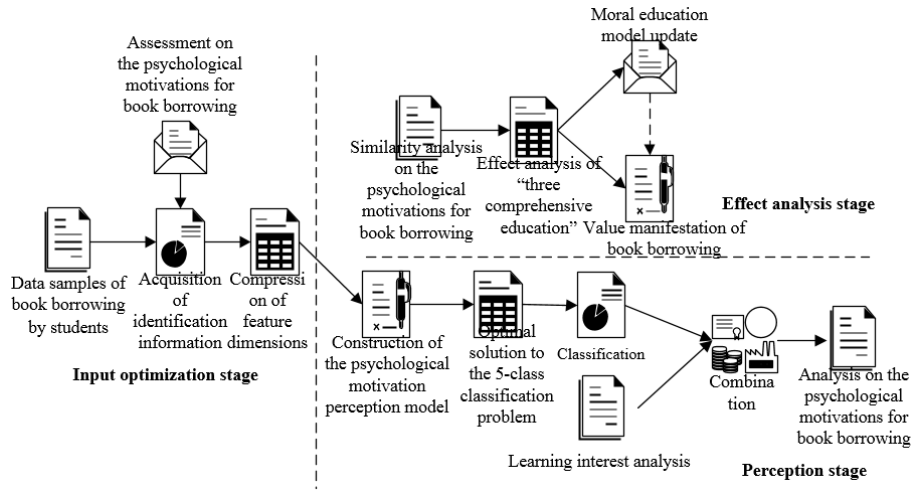 Assessment on
the psychological
motivations for
book borrowing
Data samples of
book borrowing
by students
Acquisition
of
identification
information
Compressi
on of
feature
dimensions
Input optimization stage
Moral education
model update
Similarity analysis
on the
psychological
motivations for
book borrowing
Effect analysis of
“three
comprehensive
education”
Value manifestation of
book borrowing
Effect analysis stage
Construction of
the psychological
motivation
perception model
Optimal
solution to
the 5-class
classification
problem
Classification
Learning interest analysis
Combina
tion
Analysis on the
psychological
motivations for
book borrowing
Perception stage